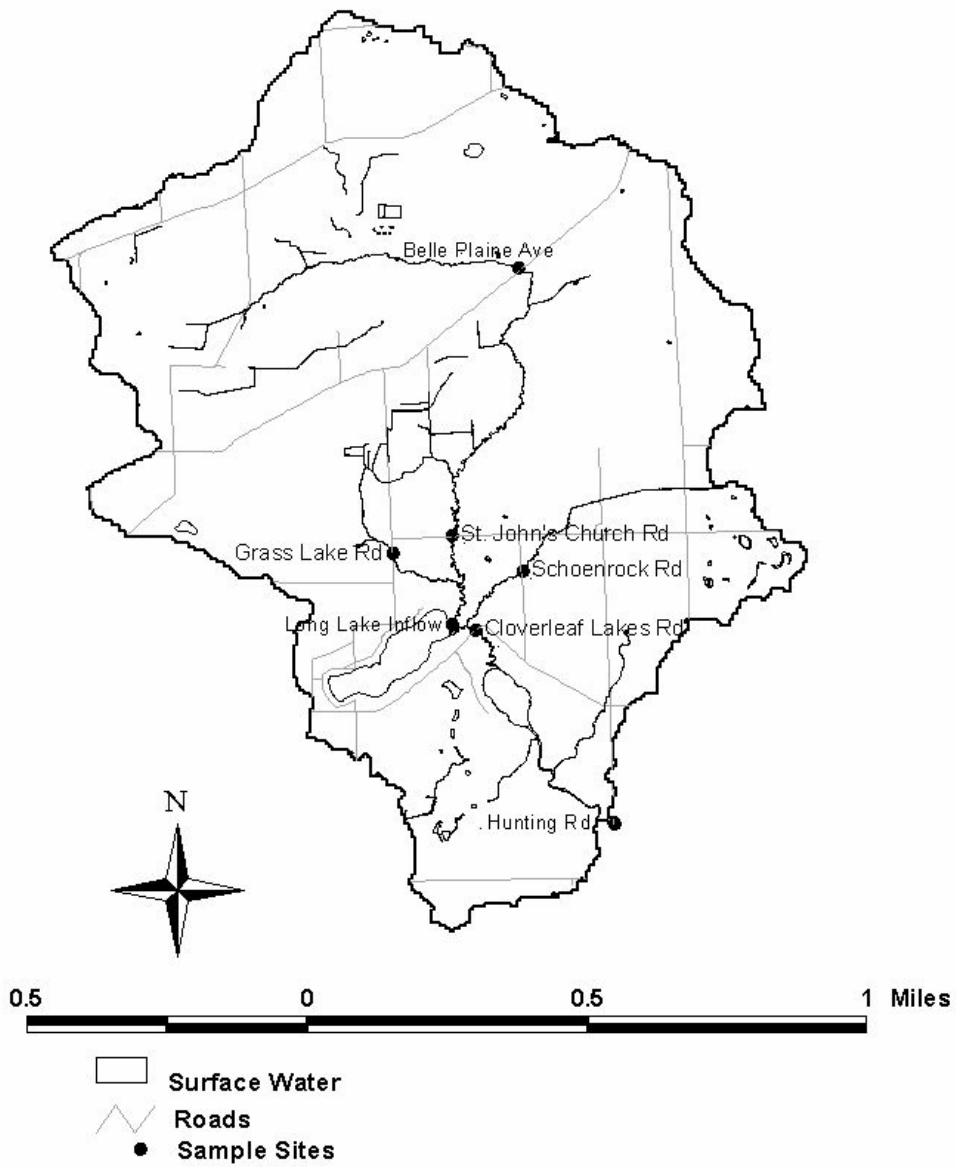 Belle Plaine Ave
St. John's Church Rd
Grass Lake Rd
Schoenrock Rd
Long Lake Inflow
Cloverleaf Lakes Rd
. Hunting Rd
N
0.5 0 0.5 1 Miles
Surface Water
Roads
Sample Sites